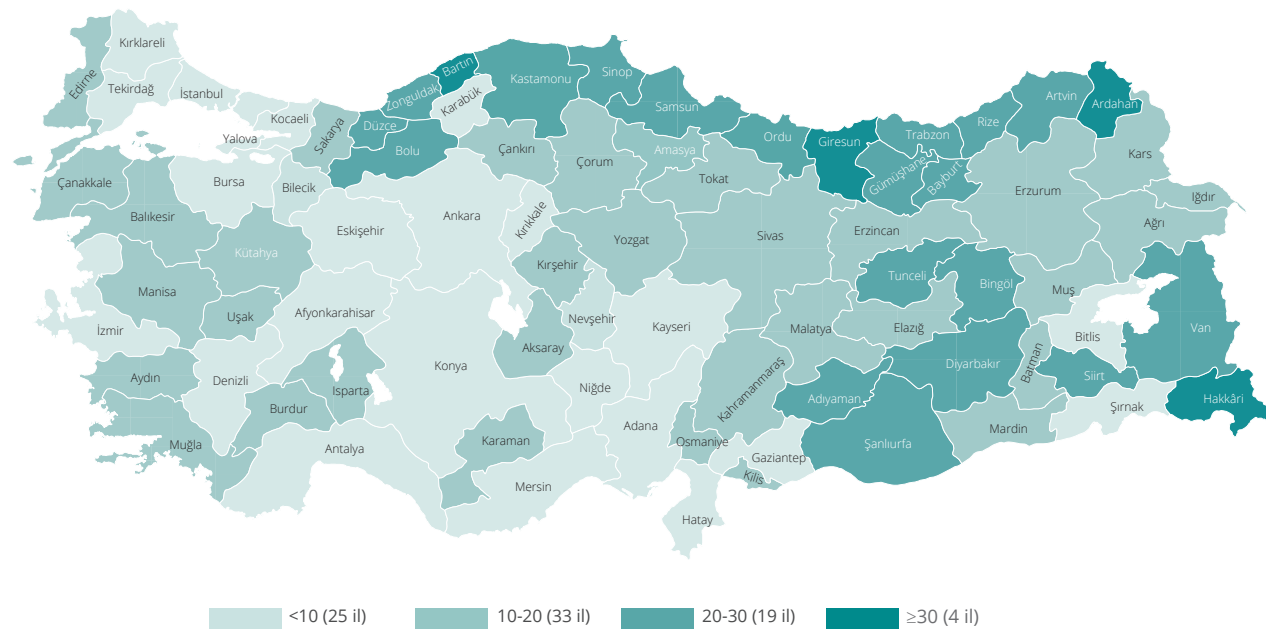 Kırklareli
Edirne
Tekirdağ
İstanbul
Kocaeli
Yalova
Sakarya
Düzce
Zonguldak
Bartın
Karabük
Bolu
Kastamonu
Sinop
Samsun
Çankırı
Çorum
Amasya
Tokat
Ordu
Giresun
Trabzon
Gümüşhane
Bayburt
Rize
Artvin
Ardahan
Kars
Iğdır
Ağrı
Erzurum
Erzincan
Sivas
Yozgat
Kırıkkale
Ankara
Eskişehir
Bilecik
Bursa
Çanakkale
Balıkesir
Kütahya
Manisa
Uşak
Afyonkarahisar
İzmir
Aydın
Denizli
Muğla
Burdur
Isparta
Antalya
Konya
Karaman
Mersin
Aksaray
Kırşehir
Nevşehir
Niğde
Kayseri
Adana
Hatay
Osmaniye
Kahramanmaraş
Gaziantep
Kilis
Malatya
Adıyaman
Şanlıurfa
Elazığ
Tunceli
Bingöl
Diyarbakır
Mardin
Batman
Muş
Bitlis
Siirt
Şırnak
Van
Hakkâri
<10 (25 il)
10-20 (33 il)
20-30 (19 il)
≥30 (4 il)